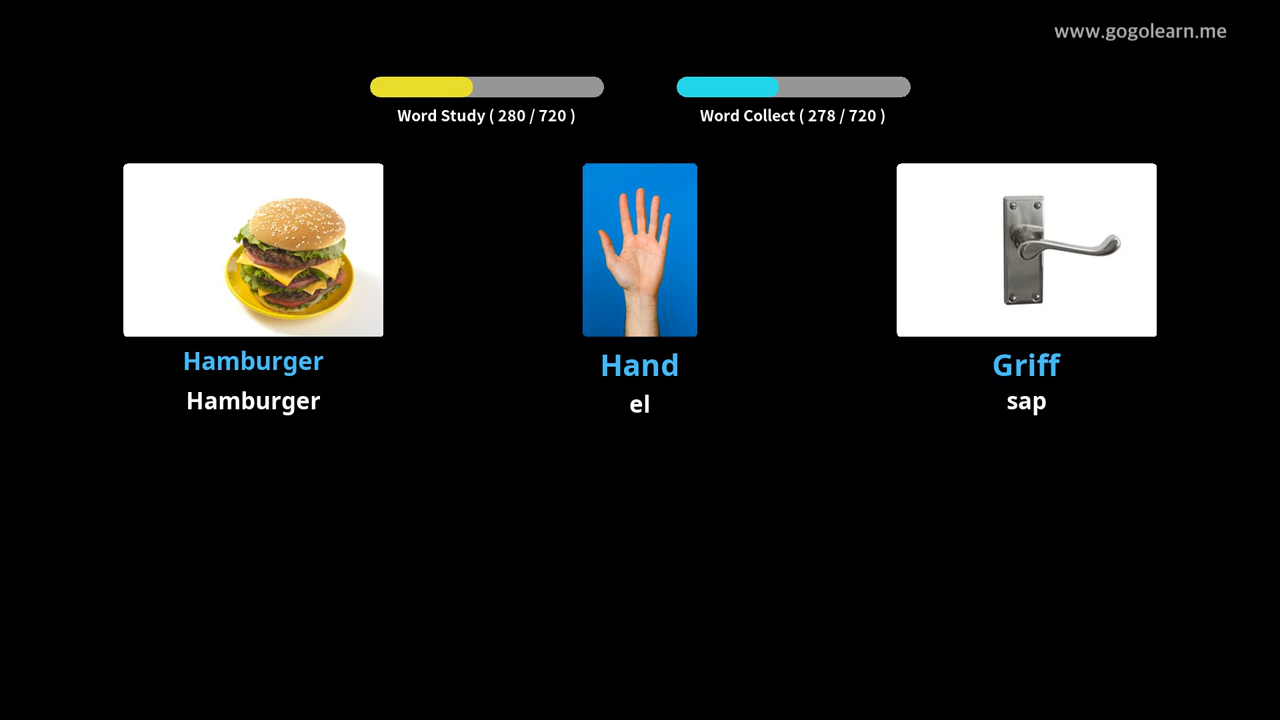 www.gogolearn.me
Word Study ( 280 / 720 )
Word Collect ( 278 / 720 )
Hamburger
Hamburger
Hand
el
Griff
sap